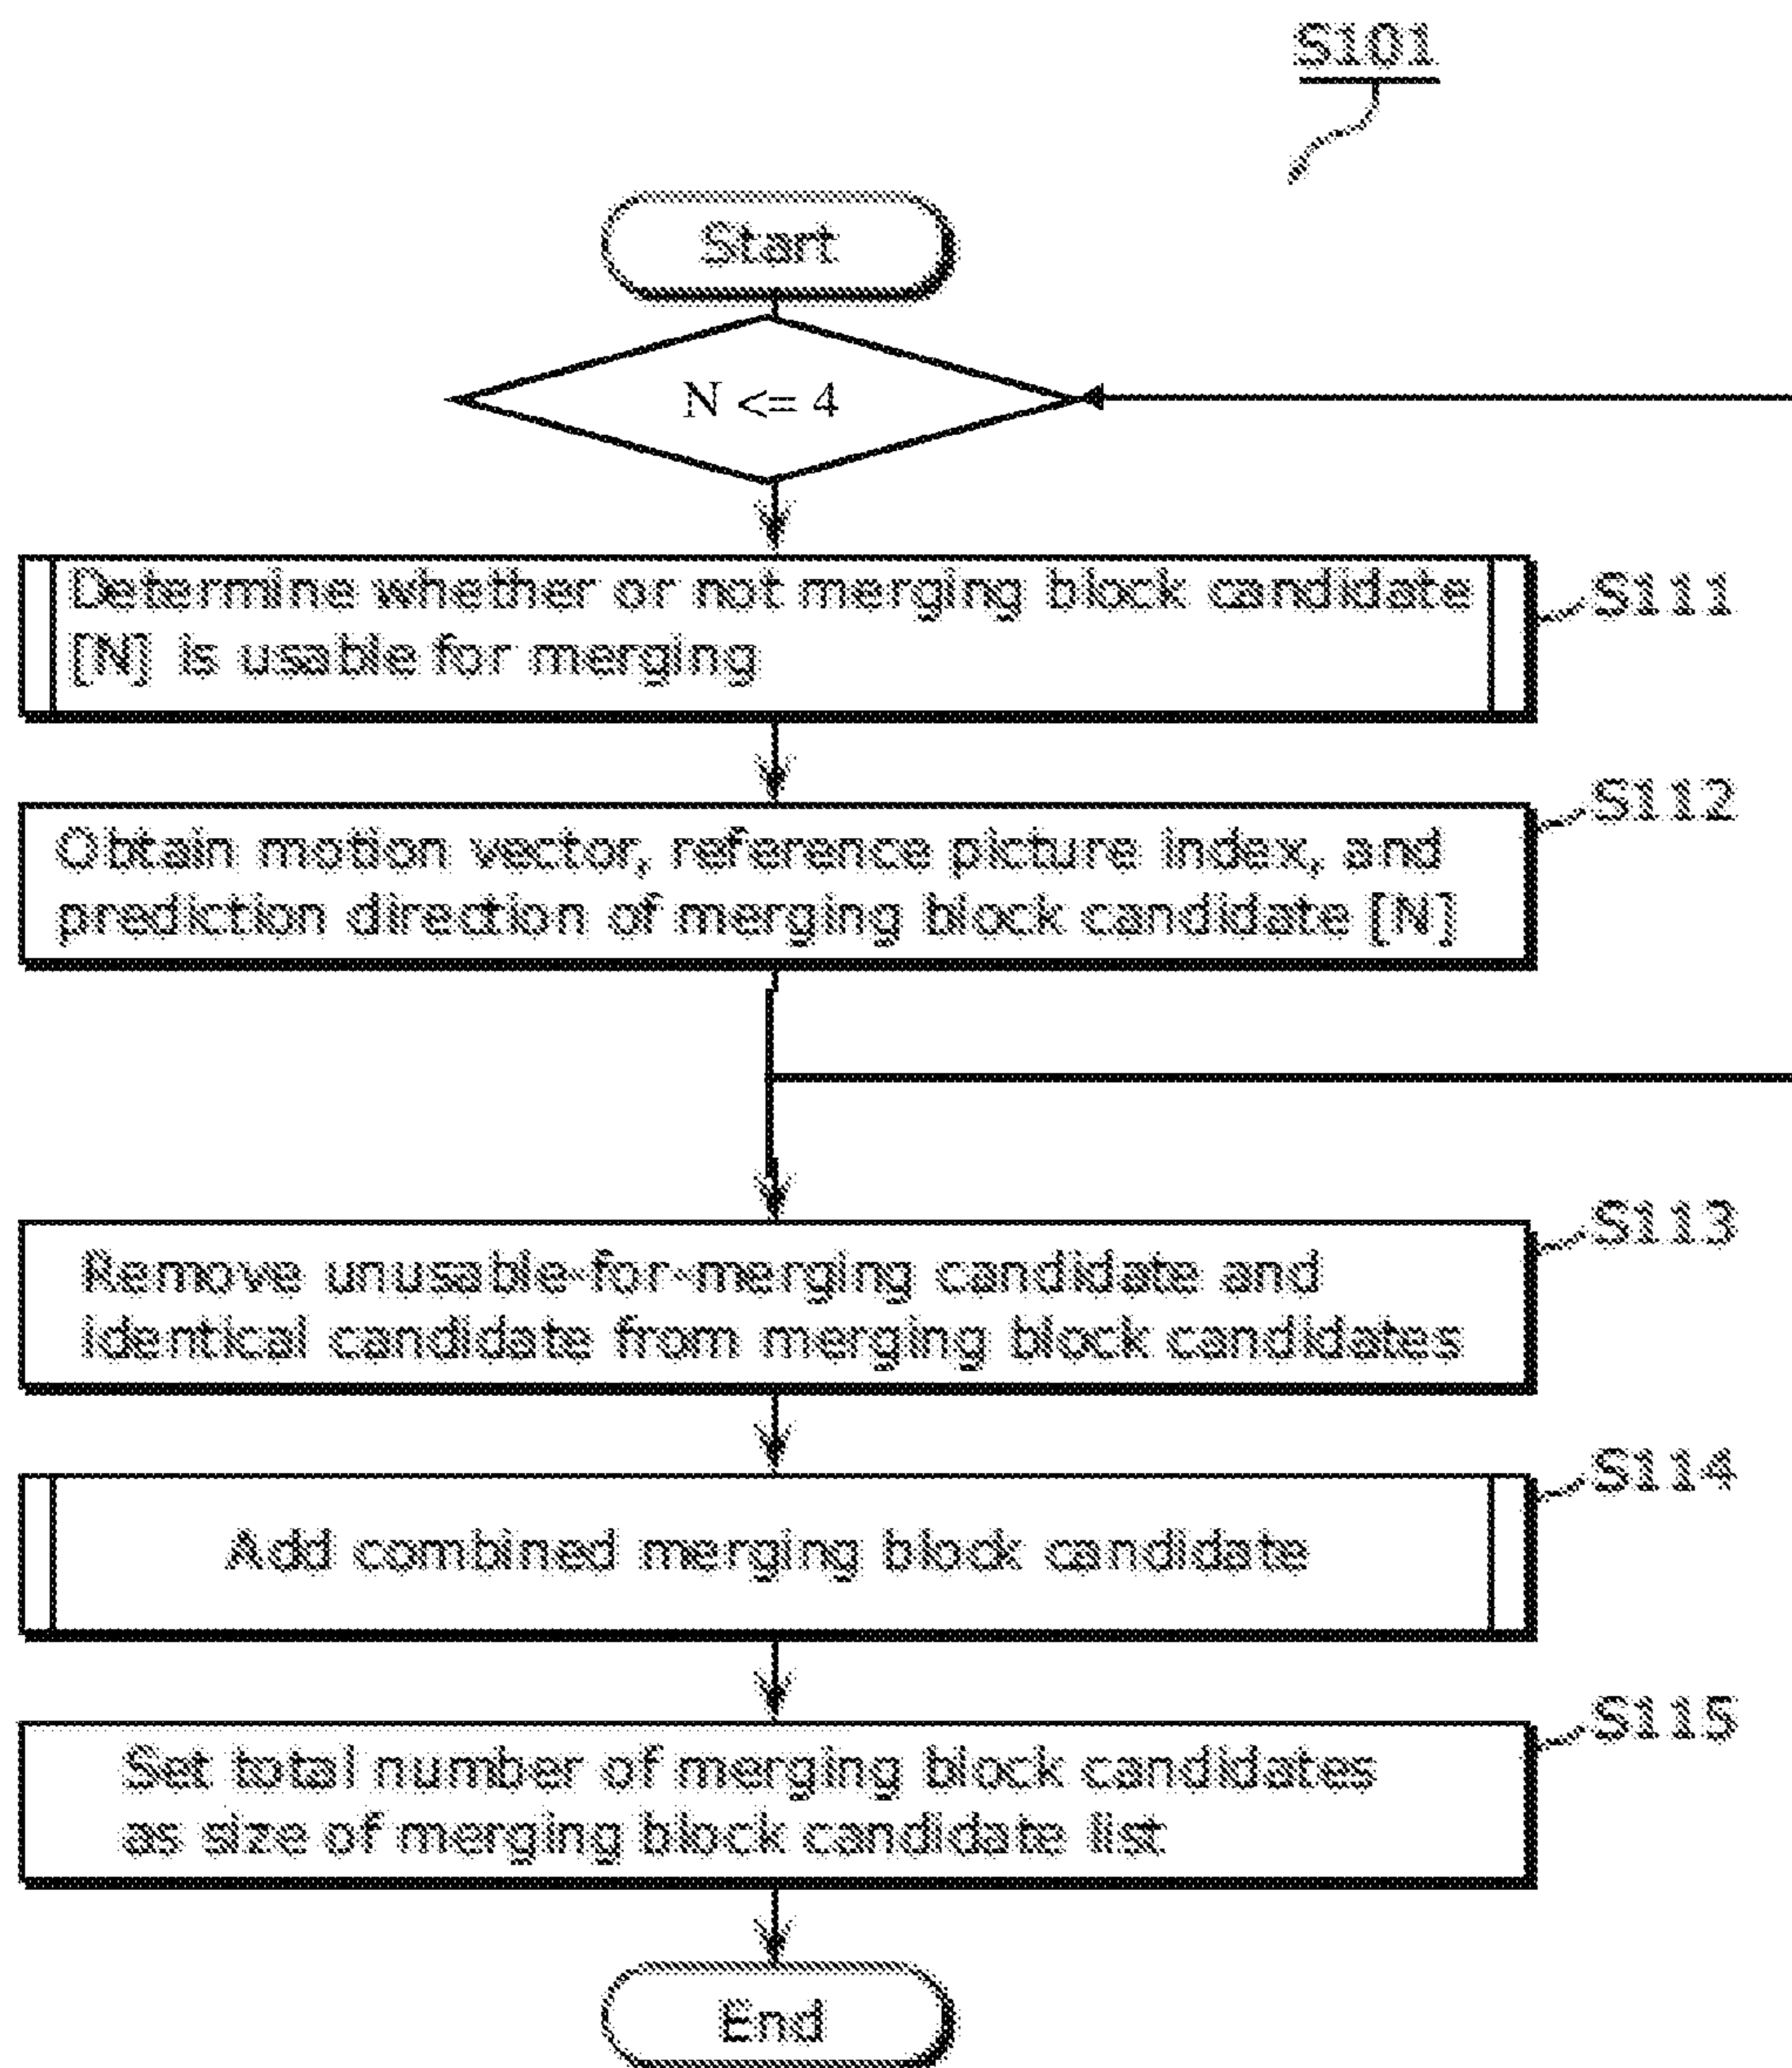 S101
Start
N <= 4
Determine whether or not merging block candidate
[N] is usable for merging
S111
S112
Obtain motion vector, reference picture index, and
prediction direction of merging block candidate [N]
S113
Remove unusable-for-merging candidate and
identical candidate from merging block candidates
S114
Add combined merging block candidate
S115
Set total number of merging block candidates
as size of merging block candidate list
End